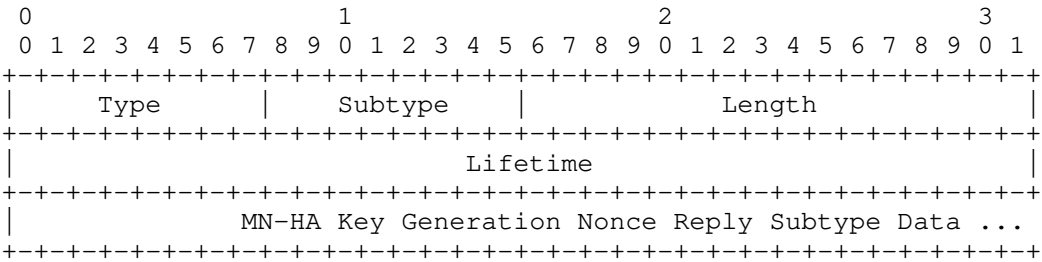 0                   1                   2                   3
 0 1 2 3 4 5 6 7 8 9 0 1 2 3 4 5 6 7 8 9 0 1 2 3 4 5 6 7 8 9 0 1
+-+-+-+-+-+-+-+-+-+-+-+-+-+-+-+-+-+-+-+-+-+-+-+-+-+-+-+-+-+-+-+-+
|     Type      |    Subtype    |            Length             |
+-+-+-+-+-+-+-+-+-+-+-+-+-+-+-+-+-+-+-+-+-+-+-+-+-+-+-+-+-+-+-+-+
|                            Lifetime                           |
+-+-+-+-+-+-+-+-+-+-+-+-+-+-+-+-+-+-+-+-+-+-+-+-+-+-+-+-+-+-+-+-+
|              MN-HA Key Generation Nonce Reply Subtype Data ...
+-+-+-+-+-+-+-+-+-+-+-+-+-+-+-+-+-+-+-+-+-+-+-+-+-+-+-+-+-+-+-+-+